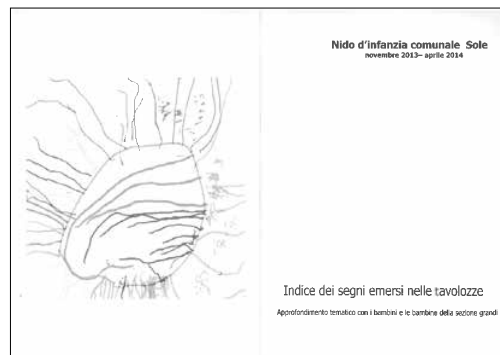 Nido d'infanzia comunale Sole
novembre 2013– aprile 2014
Indice dei segni emersi nelle tavolozze
Approfondimento tematico con i bambini e le bambine della sezione grandi